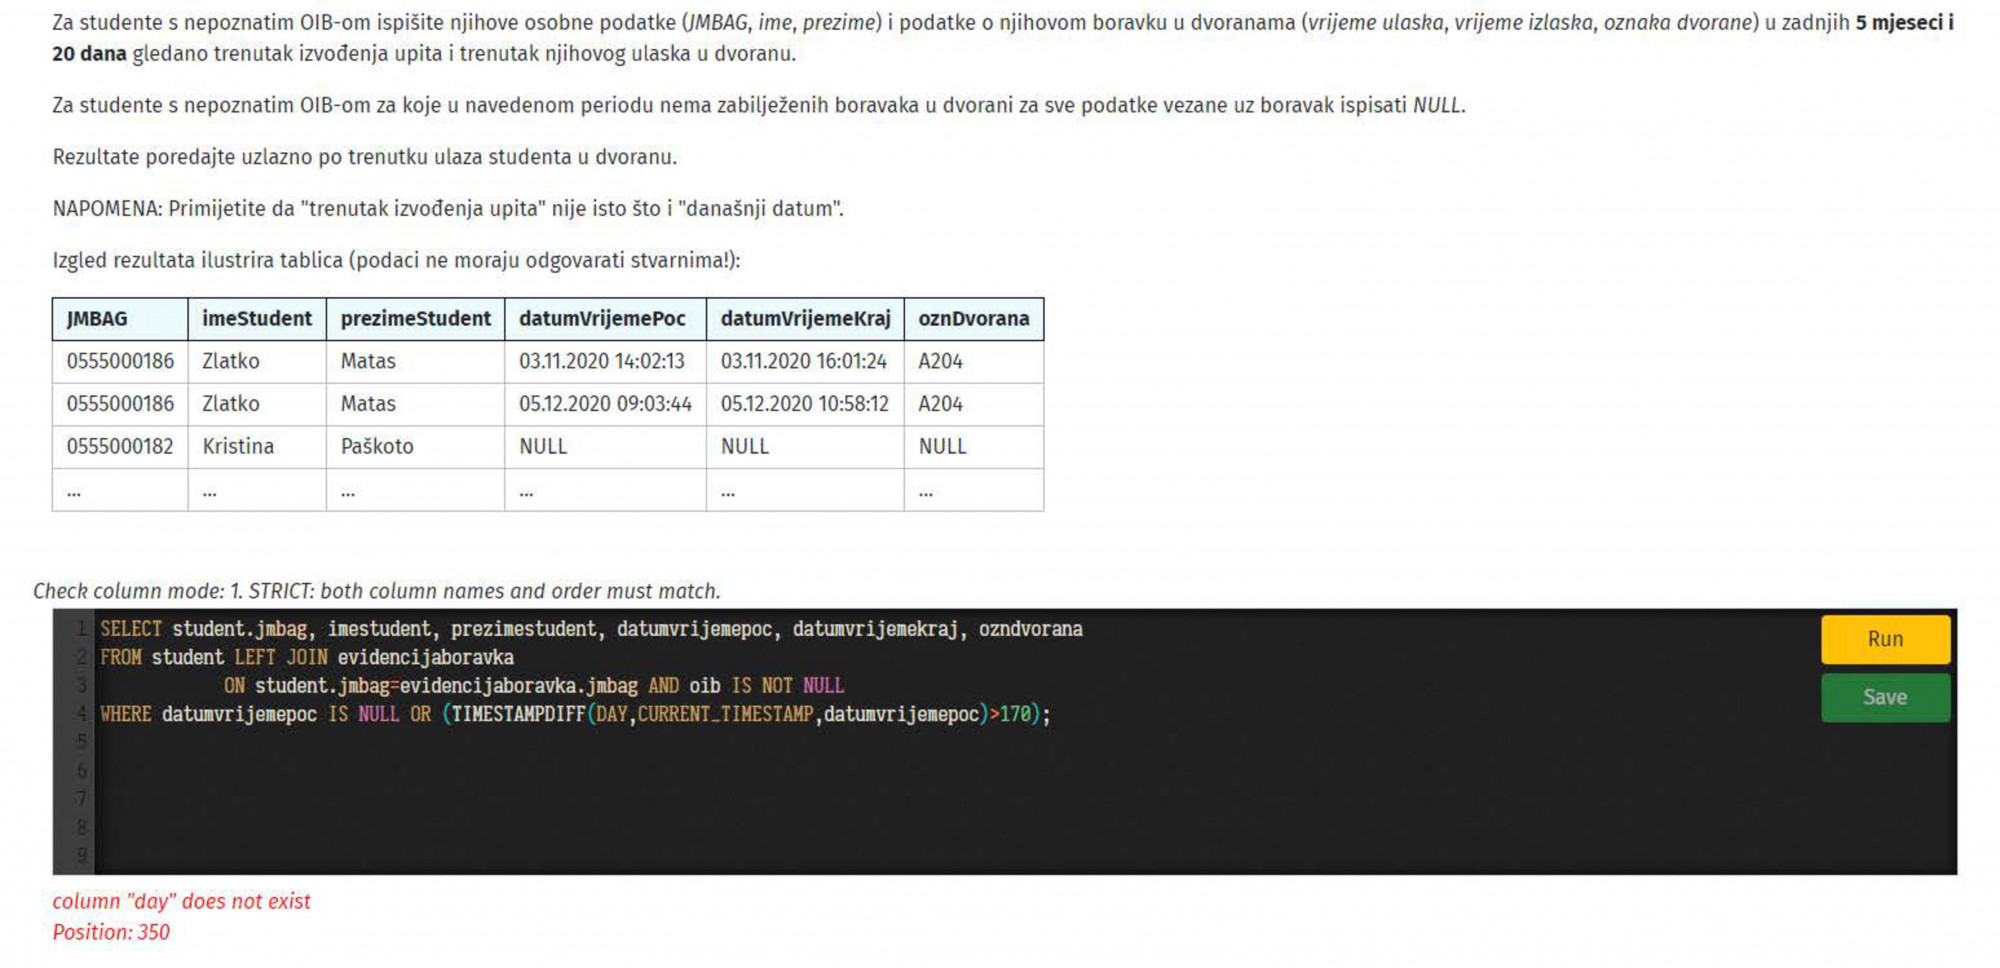 Za studente s nepoznatim OIB-om ispišite njihove osobne podatke (JMBAG, ime, prezime) i podatke o njihovom boravku u dvoranama (vrijeme ulaska, vrijeme izlaska, oznaka dvorane) u zadnjih 5 mjeseci i
20 dana gledano trenutak izvođenja upita i trenutak njihovog ulaska u dvoranu.
Za studente s nepoznatim OIB-om za koje u navedenom periodu nema zabilježenih boravaka u dvorani za sve podatke vezane uz boravak ispisati NULL.
Rezultate poredajte uzlazno po trenutku ulaza studenta u dvoranu.
NAPOMENA: Primijetite da "trenutak izvođenja upita" nije isto što i "današnji datum".
Izgled rezultata ilustrira tablica (podaci ne moraju odgovarati stvarnima!):
JMBAG imeStudent prezimeStudent datumVrijemePoc datumVrijemeKraj oznDvorana
0555000186 Zlatko Matas 03.11.2020 14:02:13 03.11.2020 16:01:24 A204
0555000186 Zlatko Matas 05.12.2020 09:03:44 05.12.2020 10:58:12 A204
0555000182 Kristina Paškoto NULL NULL NULL
... ... ... ... ... ...
Check column mode: 1. STRICT: both column names and order must match.
1 SELECT student.jmbag, imestudent, prezimestudent, datumvrijemepoc, datumvrijemekraj, ozndvorana
2 FROM student LEFT JOIN evidencijaboravka
3 ON student.jmbag=evidencijaboravka.jmbag AND oib IS NOT NULL
4 WHERE datumvrijemepoc IS NULL OR (TIMESTAMPDIFF(DAY,CURRENT_TIMESTAMP,datumvrijemepoc)>170);
5
6
7
8
9
Run
Save
column "day" does not exist
Position: 350